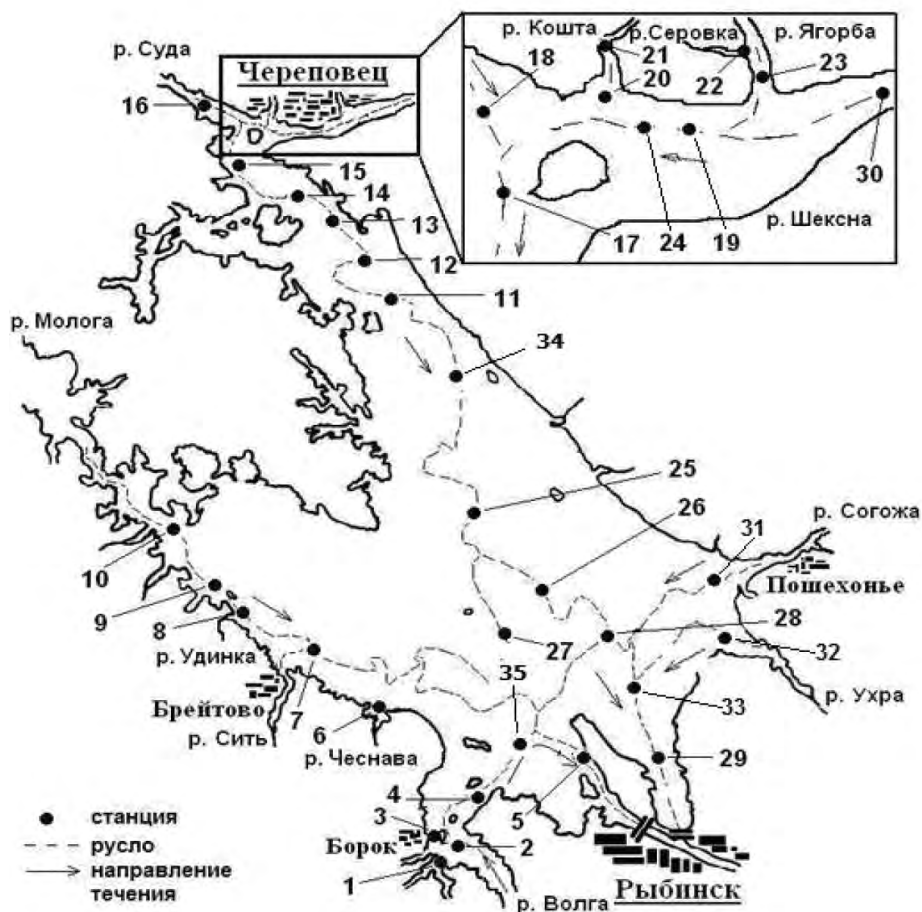 р. Суда
Череповец
16
р. Кошта
р.Серовка
р. Ягорба
18
21
20
22
23
30
р. Шексна
17
24
19
15
14
13
12
11
р. Молога
34
25
26
р. Согожа
31
Пошехонье
10
9
8
28
27
32
р. Удинка
35
р. Ухра
Брейтово
7
33
р. Сить
6
р. Чеснава
29
4
5
станция
3
русло
Борок
2
направление
течения
1
р. Волга
Рыбинск